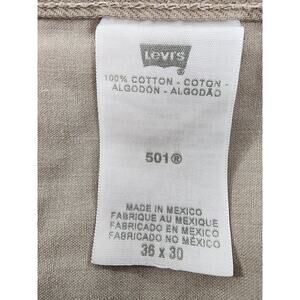 Levi's
100% COTTON - COTON -
ALGODÓN - ALGODÃO
501®
MADE IN MEXICO
FABRIQUE AU MEXIQUE
FABRICADO EN MEXICO
FABRICADO NO MÉXICO
36 x 30